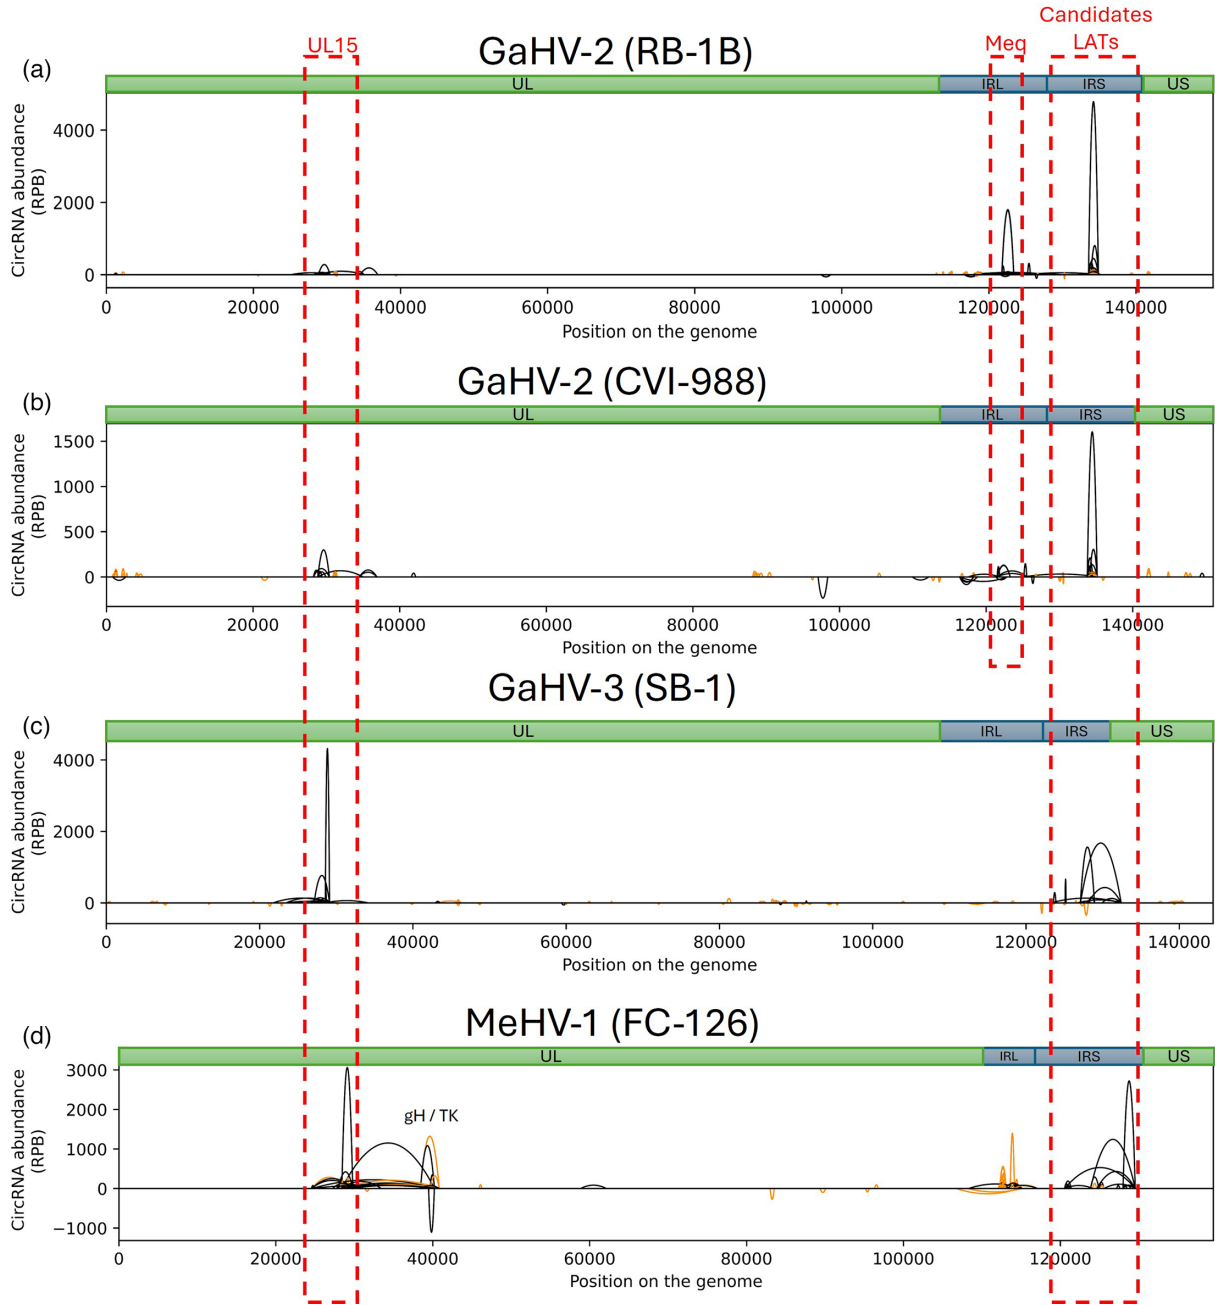 Candidates
LATs
UL15
Meq
GaHV-2 (RB-1B)
(a)
UL
IRL
IRS
US
CircRNA abundance
(RPB)
4000
2000
0
0 20000 40000 60000 80000 100000 120000 140000
Position on the genome
GaHV-2 (CVI-988)
(b)
UL
IRL
IRS
US
CircRNA abundance
(RPB)
1500
1000
500
0
0 20000 40000 60000 80000 100000 120000 140000
Position on the genome
GaHV-3 (SB-1)
(c)
UL
IRL
IRS
US
CircRNA abundance
(RPB)
4000
2000
0
0 20000 40000 60000 80000 100000 120000 140000
Position on the genome
MeHV-1 (FC-126)
(d)
UL
IRL
IRS
US
CircRNA abundance
(RPB)
3000
2000
1000
0
−1000
gH / TK
0 20000 40000 60000 80000 100000 120000
Position on the genome